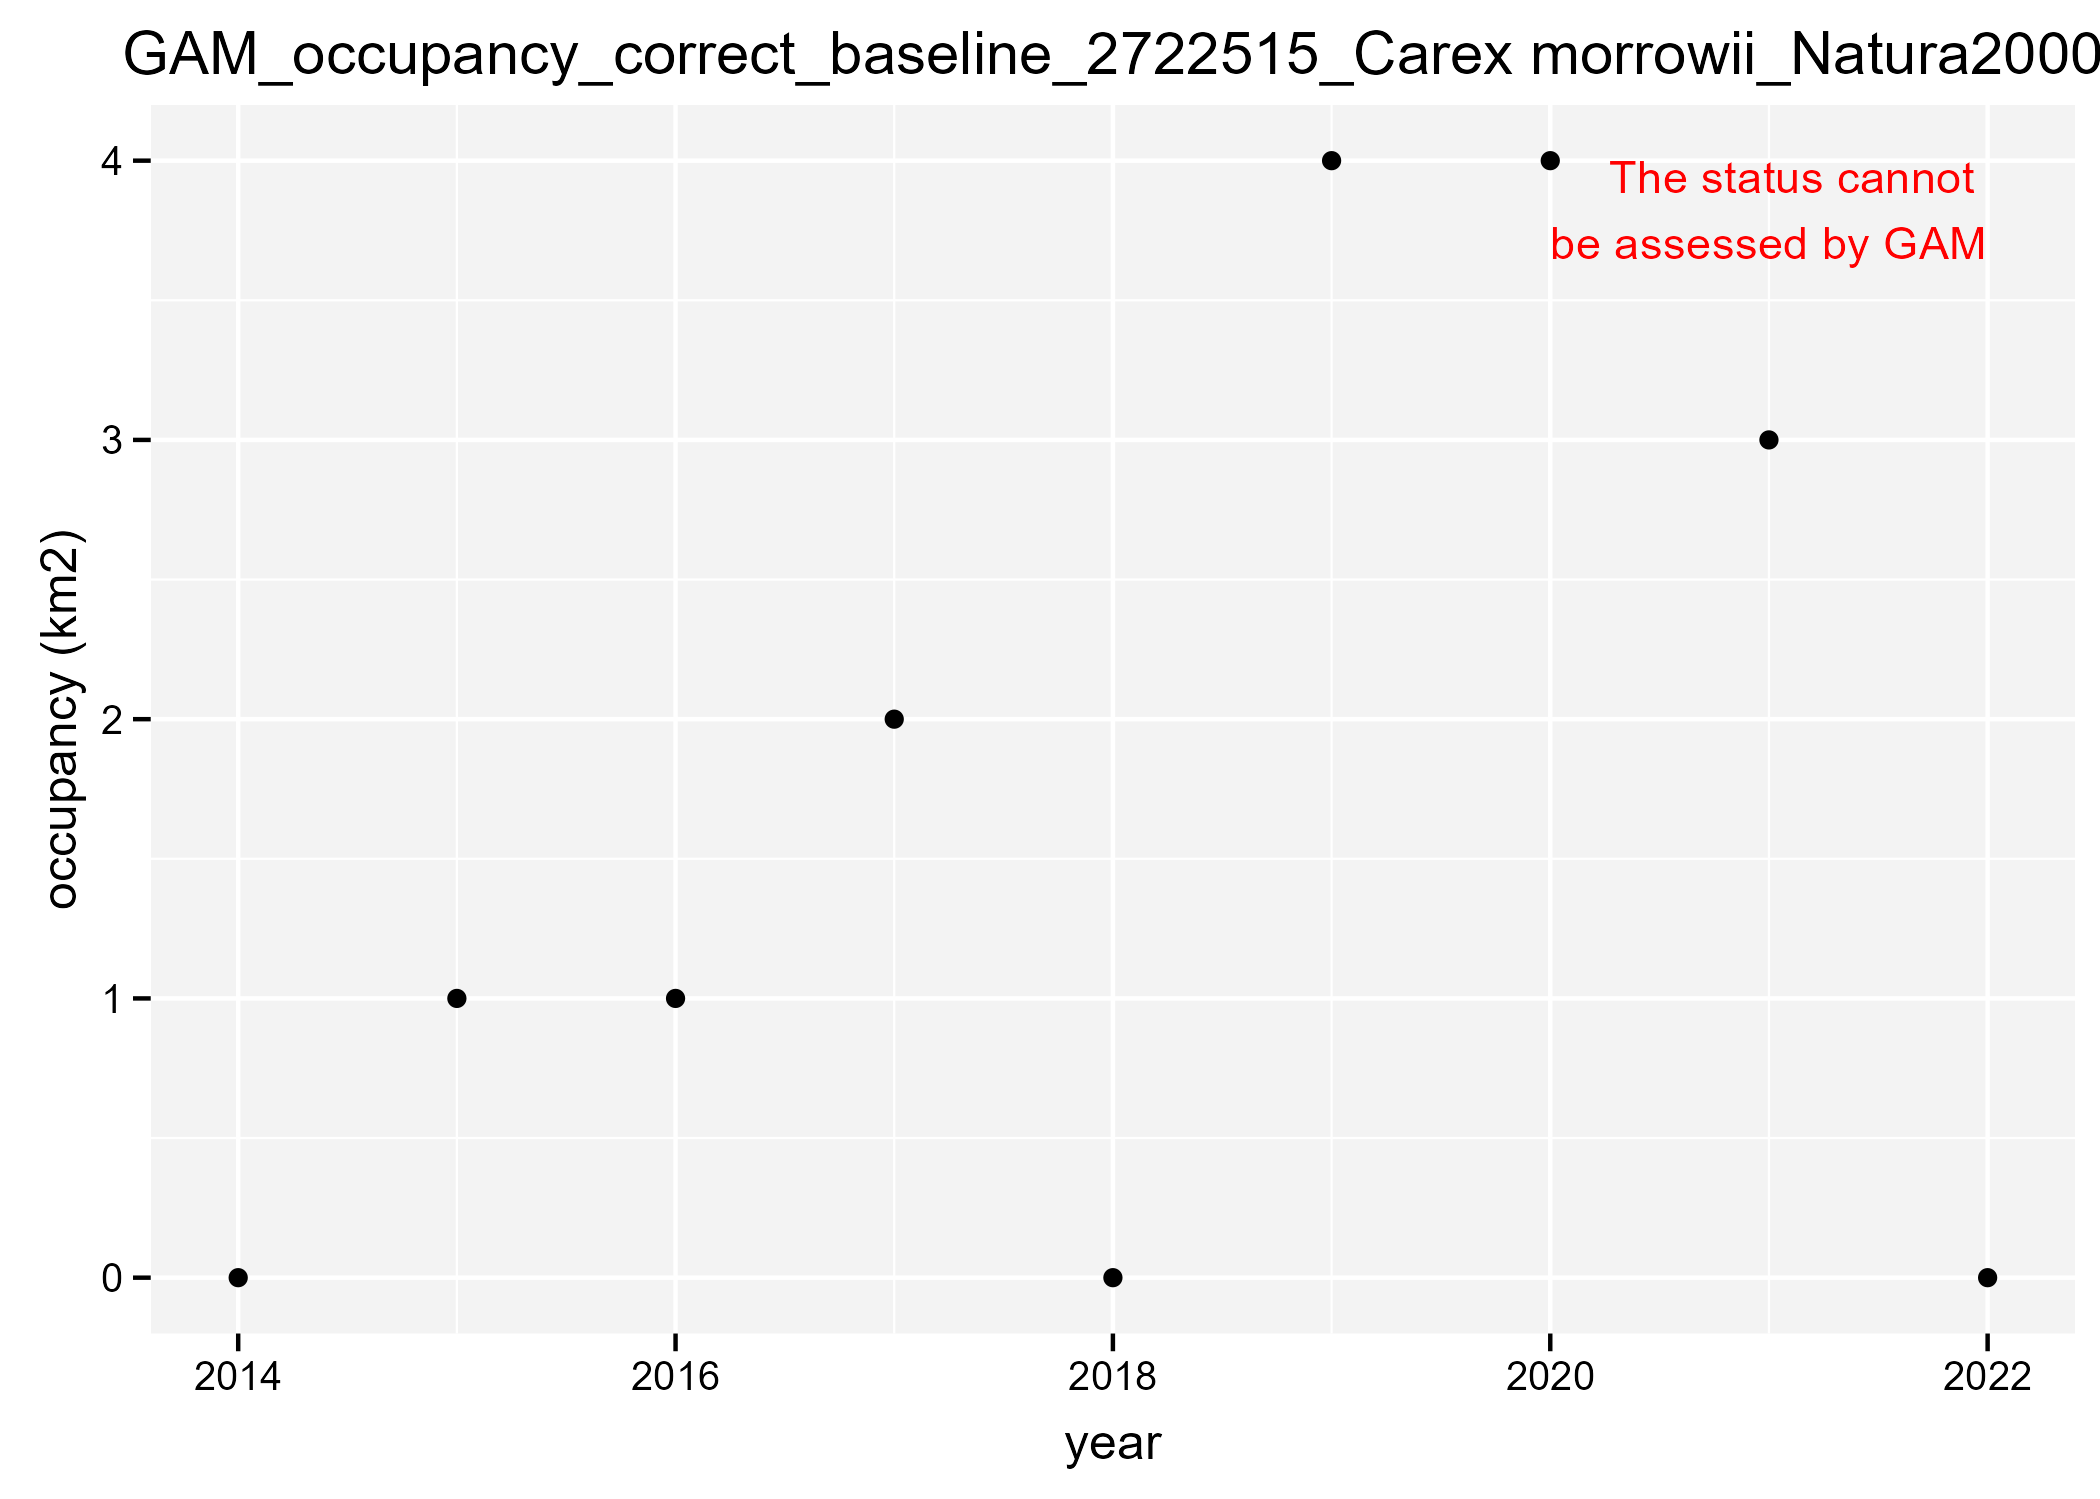 GAM_occupancy_correct_baseline_2722515_Carex morrowii_Natura2000
4
The status cannot
be assessed by GAM
3
occupancy (km2)
2
1
0
2014 2016 2018 2020 2022
year